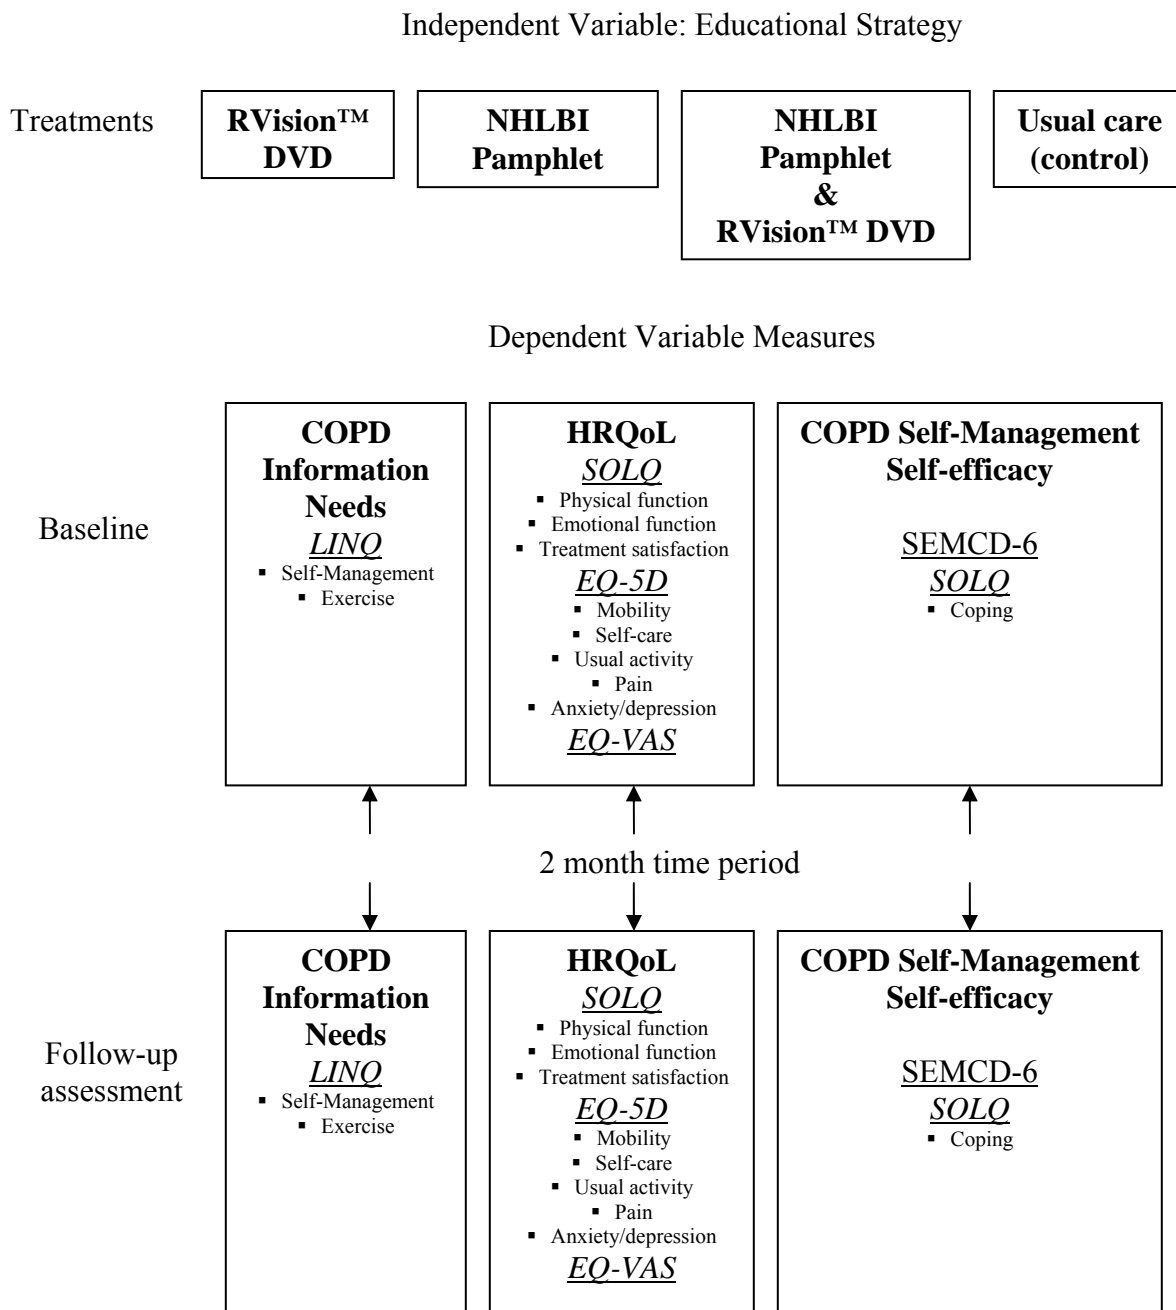 Independent Variable: Educational Strategy
Treatments
RVision™
DVD
NHLBI
Pamphlet
NHLBI
Pamphlet
&
RVision™ DVD
Usual care
(control)
Dependent Variable Measures
Baseline
COPD
Information
Needs
LINQ
▪ Self-Management
▪ Exercise
HRQoL
SOLQ
▪ Physical function
▪ Emotional function
▪ Treatment satisfaction
EQ-5D
▪ Mobility
▪ Self-care
▪ Usual activity
▪ Pain
▪ Anxiety/depression
EQ-VAS
COPD Self-Management
Self-efficacy
SEMCD-6
SOLQ
▪ Coping
2 month time period
Follow-up
assessment
COPD
Information
Needs
LINQ
▪ Self-Management
▪ Exercise
HRQoL
SOLQ
▪ Physical function
▪ Emotional function
▪ Treatment satisfaction
EQ-5D
▪ Mobility
▪ Self-care
▪ Usual activity
▪ Pain
▪ Anxiety/depression
EQ-VAS
COPD Self-Management
Self-efficacy
SEMCD-6
SOLQ
▪ Coping